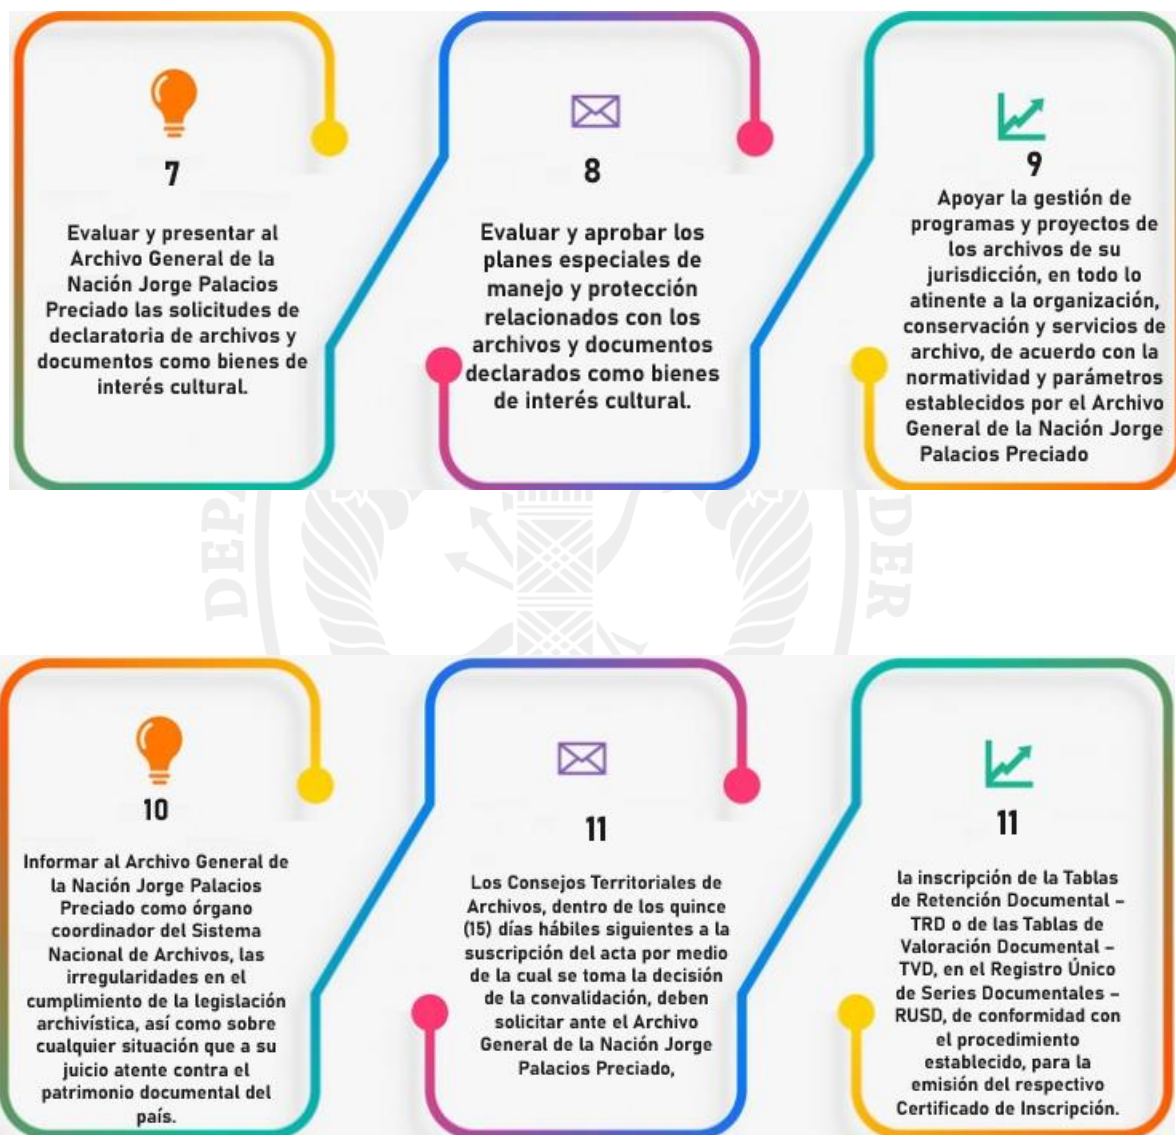 7
Evaluar y presentar al
Archivo General de la
Nación Jorge Palacios
Preciado las solicitudes de
declaratoria de archivos y
documentos como bienes de
interés cultural.
8
Evaluar y aprobar los
planes especiales de
manejo y protección
relacionados con los
archivos y documentos
declarados como bienes
de interés cultural.
9
Apoyar la gestión de
programas y proyectos de
los archivos de su
jurisdicción, en todo lo
atinente a la organización,
conservación y servicios de
archivo, de acuerdo con la
normatividad y parámetros
establecidos por el Archivo
General de la Nación Jorge
Palacios Preciado
10
Informar al Archivo General de
la Nación Jorge Palacios
Preciado como órgano
coordinador del Sistema
Nacional de Archivos, las
irregularidades en el
cumplimiento de la legislación
archivística, así como sobre
cualquier situación que a su
juicio atente contra el
patrimonio documental del
país.
11
Los Consejos Territoriales de
Archivos, dentro de los quince
(15) días hábiles siguientes a la
suscripción del acta por medio
de la cual se toma la decisión
de la convalidación, deben
solicitar ante el Archivo
General de la Nación Jorge
Palacios Preciado,
11
la inscripción de la Tablas
de Retención Documental –
TRD o de las Tablas de
Valoración Documental –
TVD, en el Registro Único
de Series Documentales –
RUSD, de conformidad con
el procedimiento
establecido, para la
emisión del respectivo
Certificado de Inscripción.